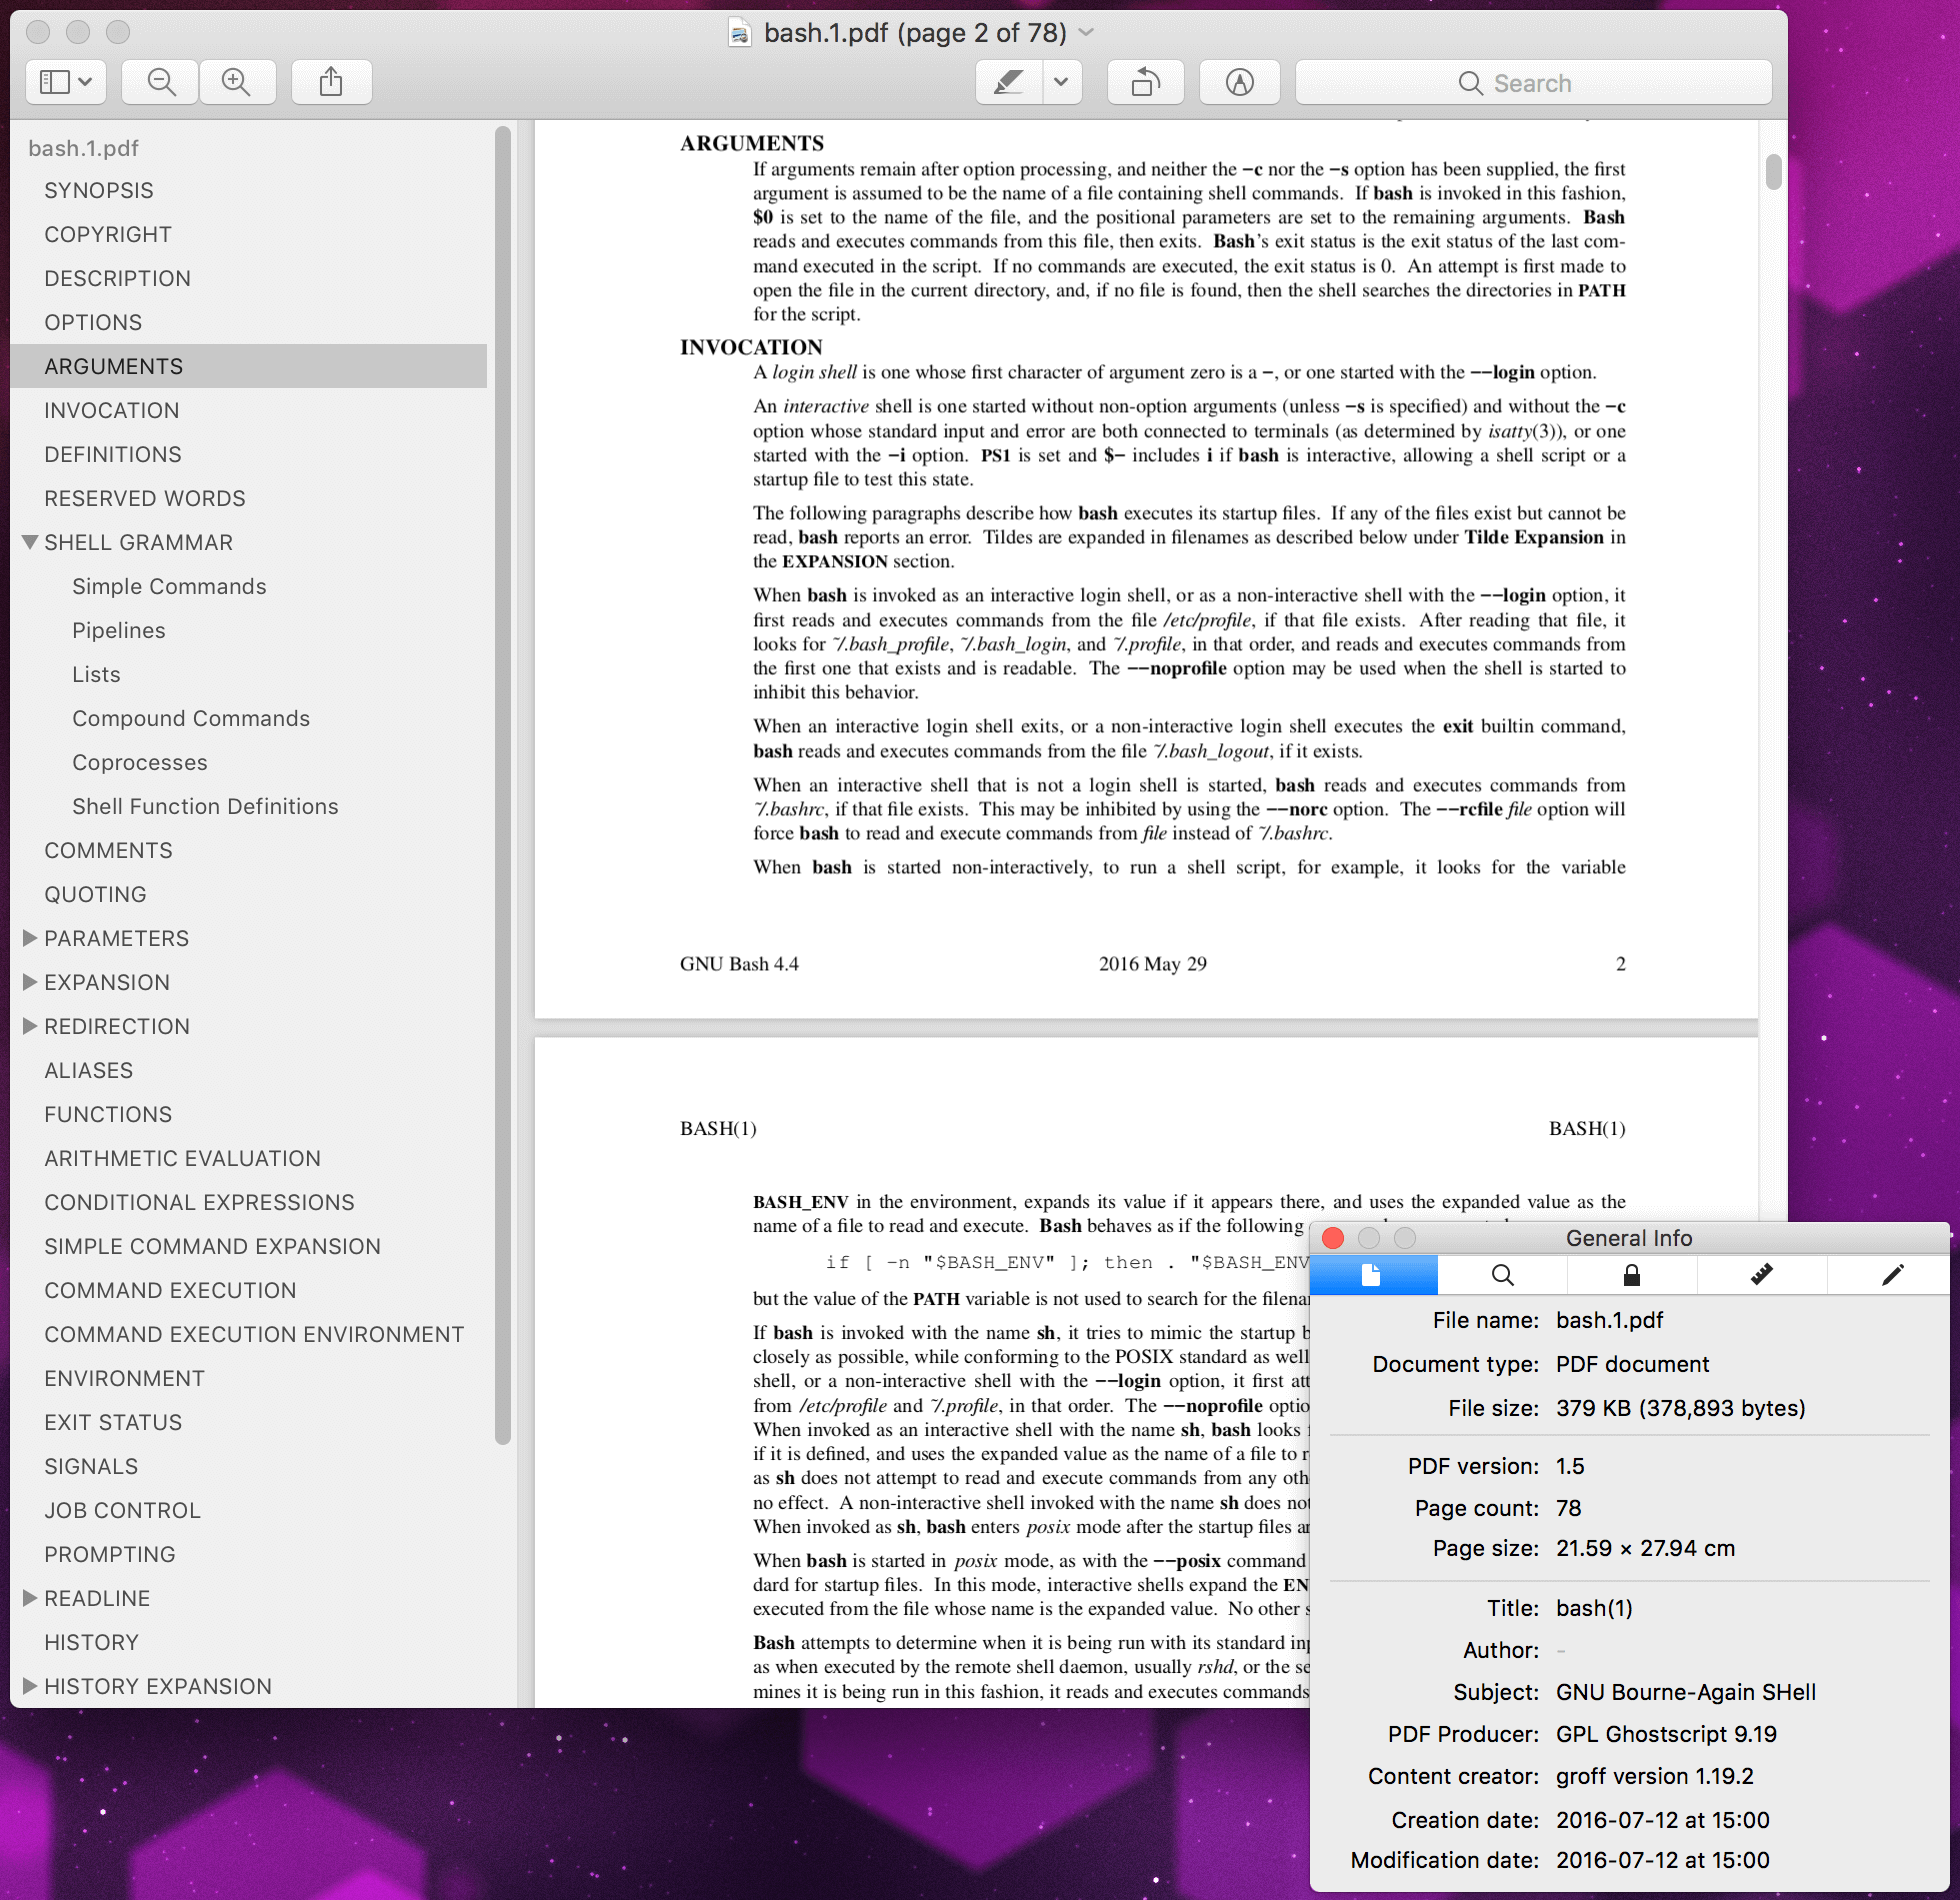 bash.1.pdf (page 2 of 78)
Search
bash.1.pdf
SYNOPSIS
COPYRIGHT
DESCRIPTION
OPTIONS
ARGUMENTS
INVOCATION
DEFINITIONS
RESERVED WORDS
SHELL GRAMMAR
Simple Commands
Pipelines
Lists
Compound Commands
Coprocesses
Shell Function Definitions
COMMENTS
QUOTING
PARAMETERS
EXPANSION
REDIRECTION
ALIASES
FUNCTIONS
ARITHMETIC EVALUATION
CONDITIONAL EXPRESSIONS
SIMPLE COMMAND EXPANSION
COMMAND EXECUTION
COMMAND EXECUTION ENVIRONMENT
ENVIRONMENT
EXIT STATUS
SIGNALS
JOB CONTROL
PROMPTING
READLINE
HISTORY
HISTORY EXPANSION
ARGUMENTS
If arguments remain after option processing, and neither the −c nor the −s option has been supplied, the first
argument is assumed to be the name of a file containing shell commands. If bash is invoked in this fashion,
$0 is set to the name of the file, and the positional parameters are set to the remaining arguments. Bash
reads and executes commands from this file, then exits. Bash's exit status is the exit status of the last com-
mand executed in the script. If no commands are executed, the exit status is 0. An attempt is first made to
open the file in the current directory, and, if no file is found, then the shell searches the directories in PATH
for the script.
INVOCATION
A login shell is one whose first character of argument zero is a −, or one started with the −−login option.
An interactive shell is one started without non-option arguments (unless −s is specified) and without the −c
option whose standard input and error are both connected to terminals (as determined by isatty(3)), or one
started with the −i option. PS1 is set and $− includes i if bash is interactive, allowing a shell script or a
startup file to test this state.
The following paragraphs describe how bash executes its startup files. If any of the files exist but cannot be
read, bash reports an error. Tildes are expanded in filenames as described below under Tilde Expansion in
the EXPANSION section.
When bash is invoked as an interactive login shell, or as a non-interactive shell with the −−login option, it
first reads and executes commands from the file /etc/profile, if that file exists. After reading that file, it
looks for ~/.bash_profile, ~/.bash_login, and ~/.profile, in that order, and reads and executes commands from
the first one that exists and is readable. The −−noprofile option may be used when the shell is started to
inhibit this behavior.
When an interactive login shell exits, or a non-interactive login shell executes the exit builtin command,
bash reads and executes commands from the file ~/.bash_logout, if it exists.
When an interactive shell that is not a login shell is started, bash reads and executes commands from
~/.bashrc, if that file exists. This may be inhibited by using the −−norc option. The −−rcfile file option will
force bash to read and execute commands from file instead of ~/.bashrc.
When bash is started non-interactively, to run a shell script, for example, it looks for the variable
GNU Bash 4.4 2016 May 29 2
BASH(1) BASH(1)
BASH_ENV in the environment, expands its value if it appears there, and uses the expanded value as the
name of a file to read and execute. Bash behaves as if the following
if [ −n "$BASH_ENV" ]; then . "$BASH_ENV
but the value of the PATH variable is not used to search for the filena
If bash is invoked with the name sh, it tries to mimic the startup b
closely as possible, while conforming to the POSIX standard as well
shell, or a non-interactive shell with the −−login option, it first att
from /etc/profile and ~/.profile, in that order. The −−noprofile optio
When invoked as an interactive shell with the name sh, bash looks f
if it is defined, and uses the expanded value as the name of a file to r
as sh does not attempt to read and execute commands from any oth
no effect. A non-interactive shell invoked with the name sh does not
When invoked as sh, bash enters posix mode after the startup files ar
When bash is started in posix mode, as with the −−posix command
dard for startup files. In this mode, interactive shells expand the EN
executed from the file whose name is the expanded value. No other s
Bash attempts to determine when it is being run with its standard inp
as when executed by the remote shell daemon, usually rshd, or the se
mines it is being run in this fashion, it reads and executes commands
General Info
File name: bash.1.pdf
Document type: PDF document
File size: 379 KB (378,893 bytes)
PDF version: 1.5
Page count: 78
Page size: 21.59 × 27.94 cm
Title: bash(1)
Author: -
Subject: GNU Bourne-Again SHell
PDF Producer: GPL Ghostscript 9.19
Content creator: groff version 1.19.2
Creation date: 2016-07-12 at 15:00
Modification date: 2016-07-12 at 15:00